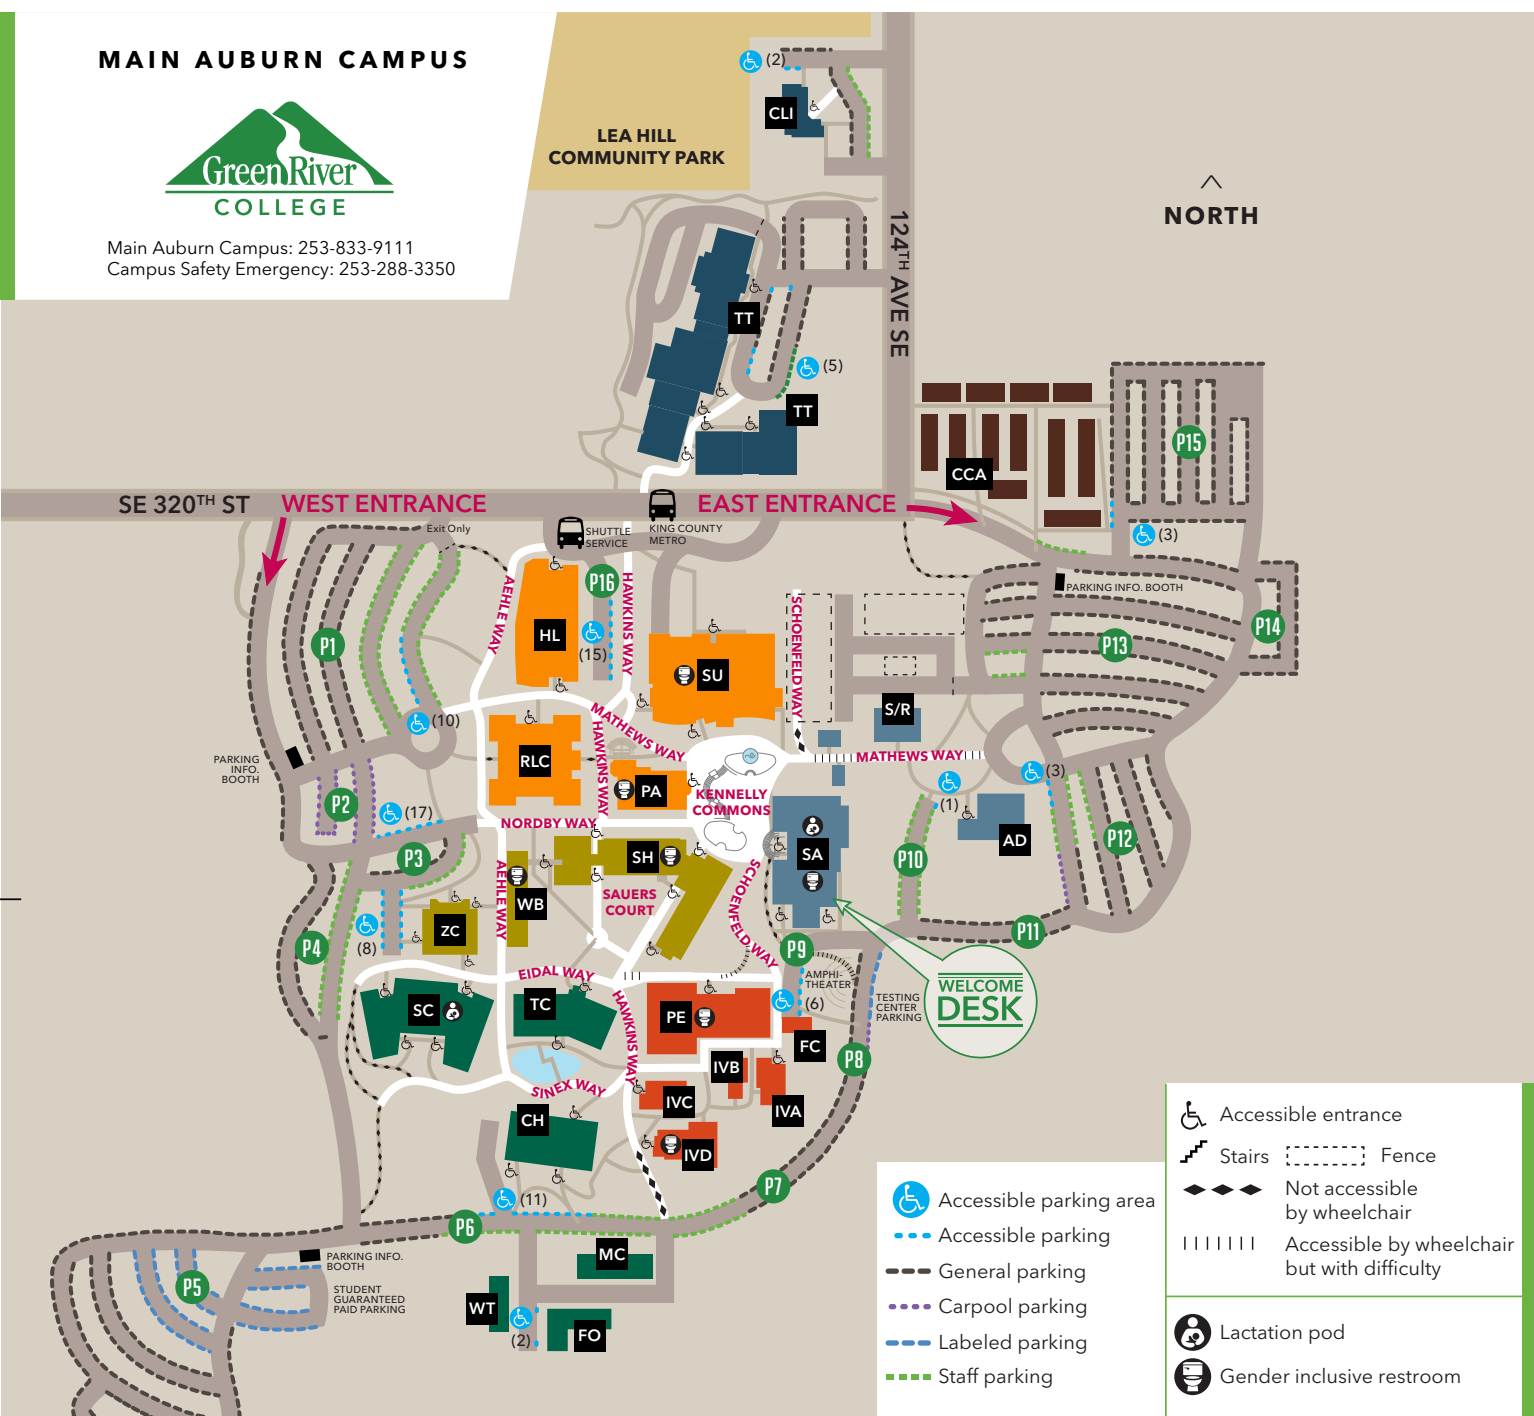 MAIN AUBURN CAMPUS
GreenRiver
COLLEGE
Main Auburn Campus: 253-833-9111
Campus Safety Emergency: 253-288-3350
LEA HILL
COMMUNITY PARK
(2)
CLI
NORTH
124TH AVE SE
TT
(5)
TT
P15
CCA
SE 320TH ST
WEST ENTRANCE
EAST ENTRANCE
Exit Only
SHUTTLE
SERVICE
KING COUNTY
METRO
(3)
PARKING INFO. BOOTH
P16
AEHLE WAY
HAWKINS WAY
SCHOENFELD WAY
HL
(15)
P1
SU
P14
P13
S/R
(10)
MATHEWS WAY
HAWKINS WAY
MATHEWS WAY
PARKING
INFO.
BOOTH
RLC
PA
KENNELLY
COMMONS
(3)
(1)
P2
(17)
NORDBY WAY
AD
P12
P3
SH
SA
P10
AEHLE WAY
WB
SAUERS
COURT
SCHOENFELD WAY
ZC
(8)
P4
P9
P11
EIDAL WAY
AMPHI-
THEATER
WELCOME
DESK
TESTING
CENTER
PARKING
SC
TC
HAWKINS WAY
PE
(6)
FC
P8
IVB
SINEX WAY
IVC
IVA
CH
IVD
(11)
P7
P6
MC
PARKING INFO.
BOOTH
P5
STUDENT
GUARANTEED
PAID PARKING
WT
(2)
FO
Accessible parking area
Accessible parking
General parking
Carpool parking
Labeled parking
Staff parking
Accessible entrance
Stairs
Fence
Not accessible
by wheelchair
Accessible by wheelchair
but with difficulty
Lactation pod
Gender inclusive restroom